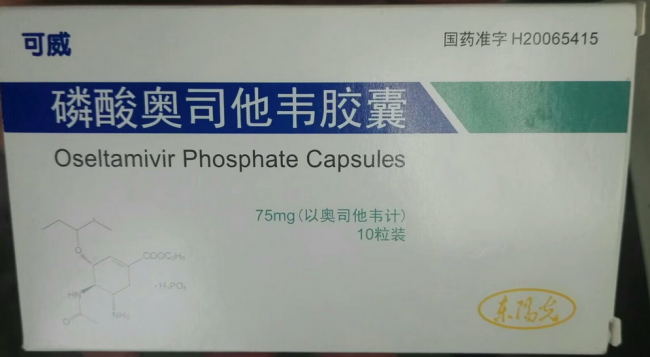 可威
国药准字 H20065415
磷酸奥司他韦胶囊
Oseltamivir Phosphate Capsules
75mg(以奥司他韦计)
10粒装
O
COOC₂H₅
HN
·H₃PO₄
O
NH₂
东阳光